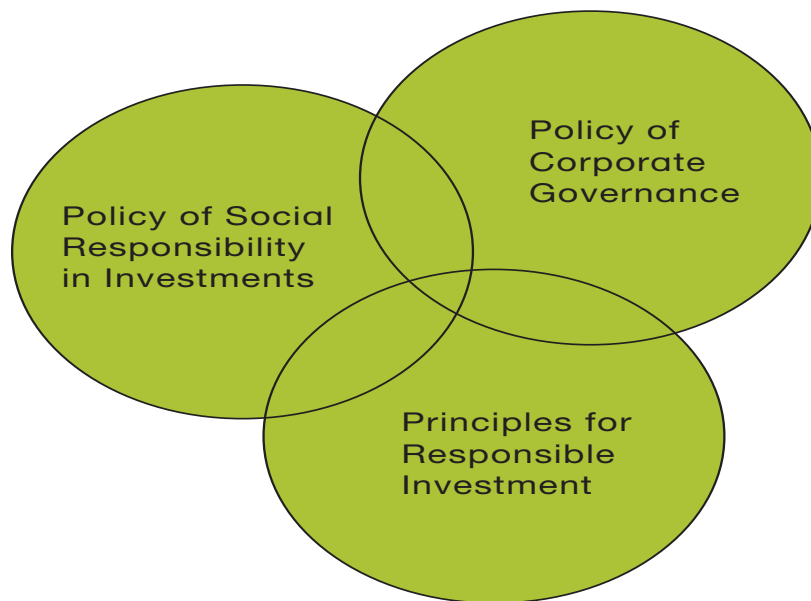 Policy of
Corporate
Governance
Policy of Social
Responsibility
in Investments
Principles for
Responsible
Investment